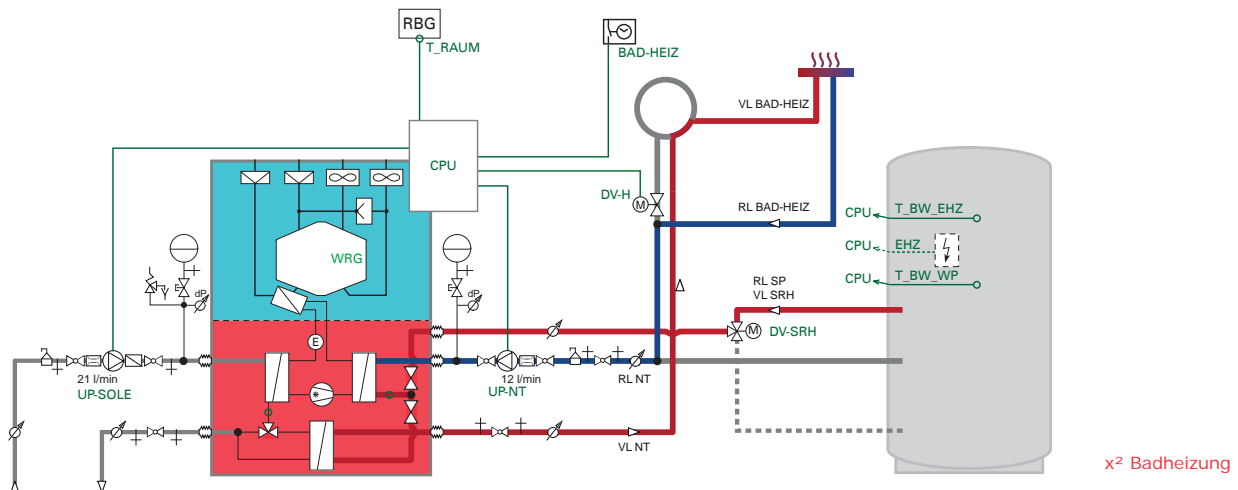 RBG
T_RAUM
BAD-HEIZ
VL BAD-HEIZ
CPU
DV-H
M
RL BAD-HEIZ
CPU
T_BW_EHZ
CPU
EHZ
CPU
T_BW_WP
WRG
dP
dP
RL SP
VL SRH
M
DV-SRH
E
21 l/min
UP-SOLE
12 l/min
UP-NT
RL NT
VL NT
x² Badheizung